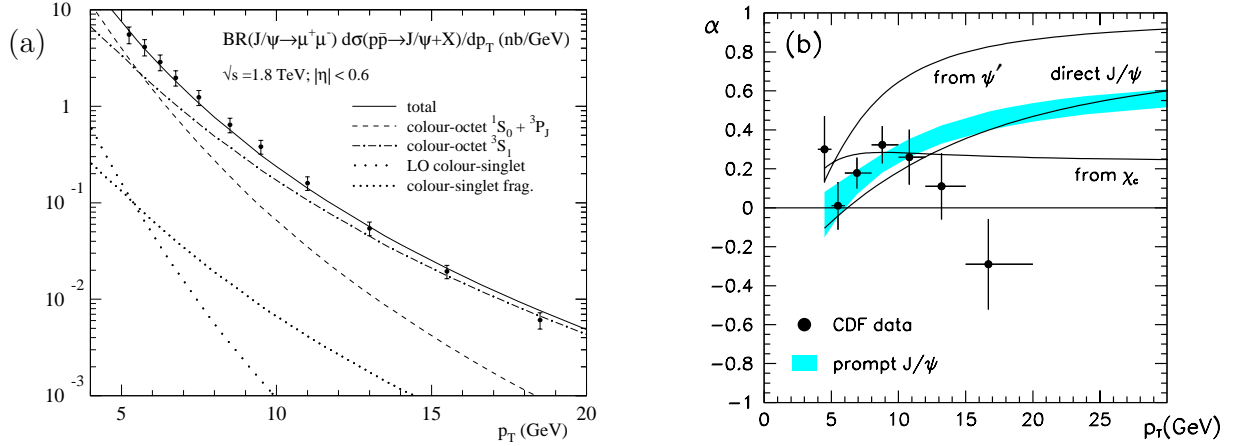 (a)
10
1
10⁻¹
10⁻²
10⁻³
BR(J/ψ→μ⁺μ⁻) dσ(pp̄→J/ψ+X)/dp_T (nb/GeV)
√s =1.8 TeV; |η| < 0.6
total
colour-octet ¹S₀ + ³P_J
colour-octet ³S₁
LO colour-singlet
colour-singlet frag.
5
10
15
20
p_T (GeV)
α
(b)
1
0.8
0.6
0.4
0.2
0
−0.2
−0.4
−0.6
−0.8
−1
from ψ′
direct J/ψ
from χ_c
CDF data
prompt J/ψ
0
5
10
15
20
25
p_T(GeV)